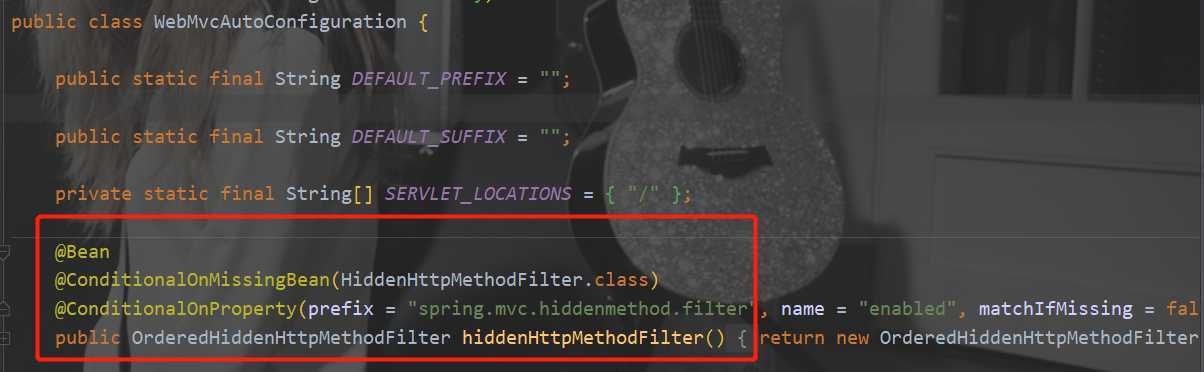 public class WebMvcAutoConfiguration {
public static final String DEFAULT_PREFIX = "";
public static final String DEFAULT_SUFFIX = "";
private static final String[] SERVLET_LOCATIONS = { "/" };
@Bean
@ConditionalOnMissingBean(HiddenHttpMethodFilter.class)
@ConditionalOnProperty(prefix = "spring.mvc.hiddenmethod.filter", name = "enabled", matchIfMissing = fal
public OrderedHiddenHttpMethodFilter hiddenHttpMethodFilter() { return new OrderedHiddenHttpMethodFilter